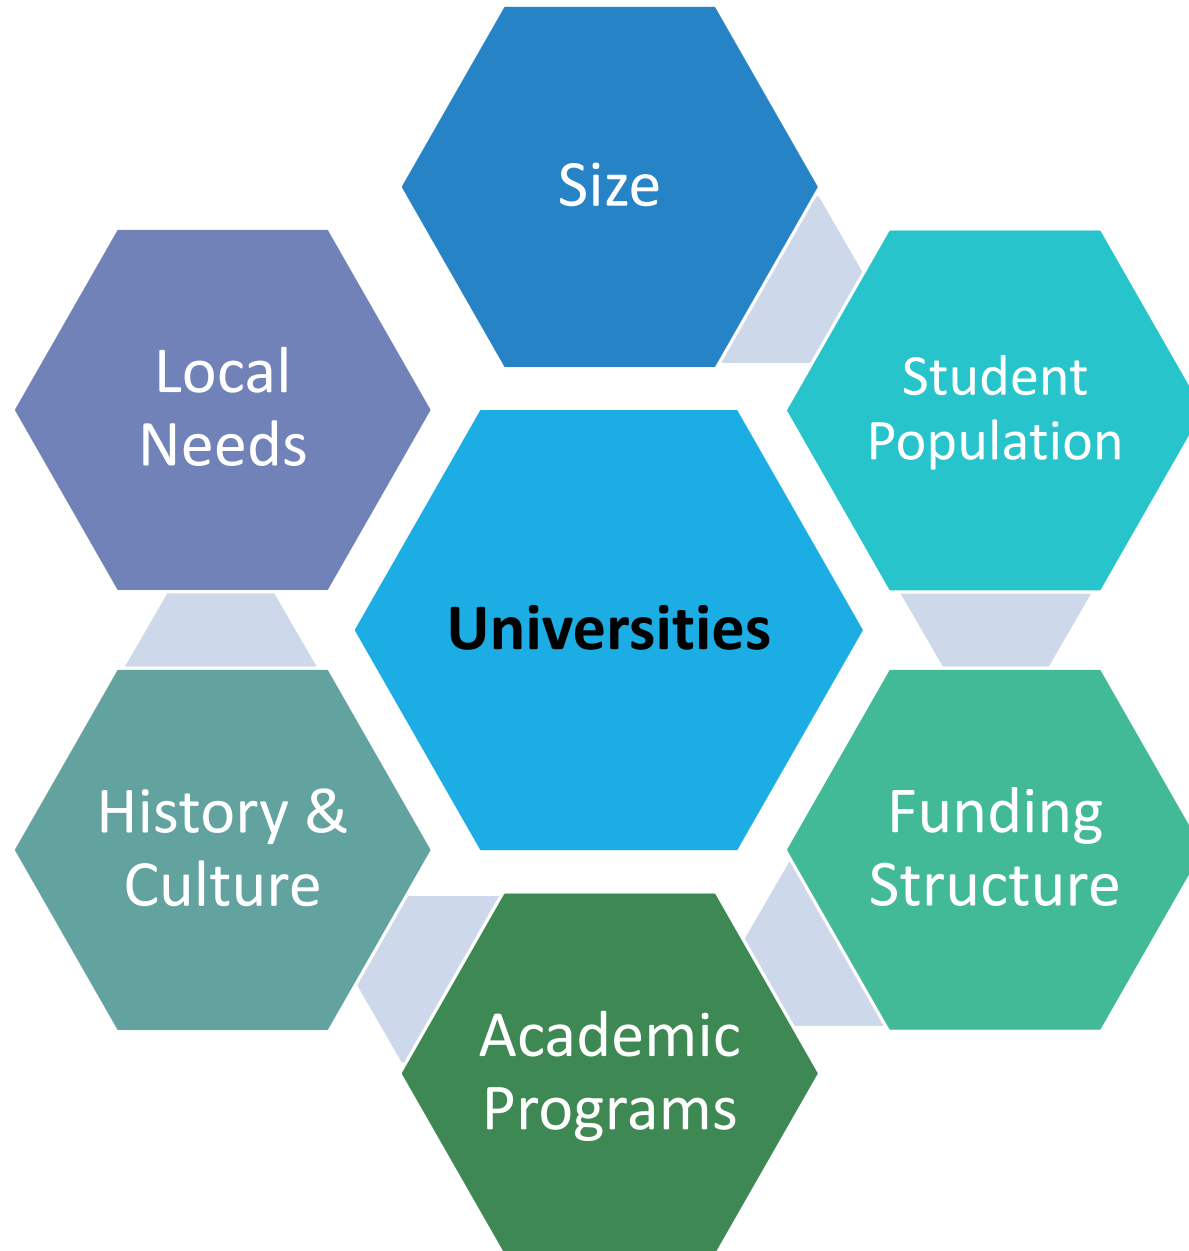 Size
Student
Population
Funding
Structure
Academic
Programs
History &
Culture
Local
Needs
Universities